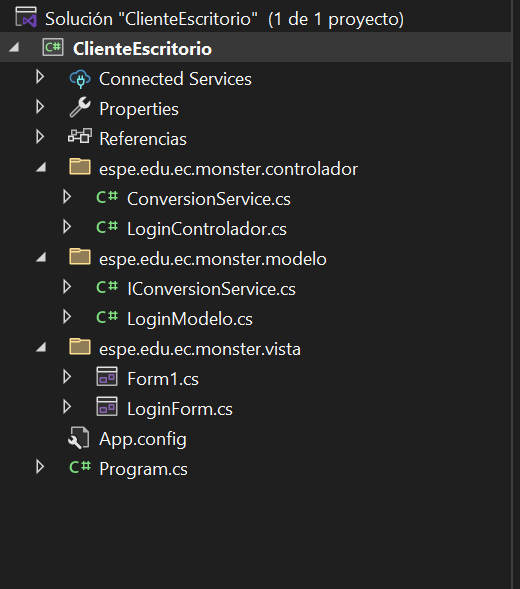 Solución "ClienteEscritorio" (1 de 1 proyecto)
C# ClienteEscritorio
Connected Services
Properties
Referencias
espe.edu.ec.monster.controlador
C# ConversionService.cs
C# LoginControlador.cs
espe.edu.ec.monster.modelo
C# IConversionService.cs
C# LoginModelo.cs
espe.edu.ec.monster.vista
Form1.cs
LoginForm.cs
App.config
C# Program.cs